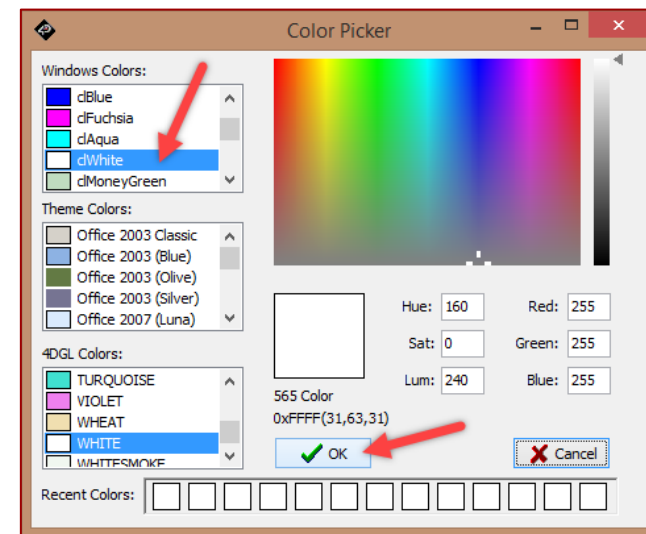 Color Picker
Windows Colors:
clBlue
clFuchsia
clAqua
clWhite
clMoneyGreen
Theme Colors:
Office 2003 Classic
Office 2003 (Blue)
Office 2003 (Olive)
Office 2003 (Silver)
Office 2007 (Luna)
4DGL Colors:
TURQUOISE
VIOLET
WHEAT
WHITE
WHITESMOKE
Hue: 160 Red: 255
Sat: 0 Green: 255
Lum: 240 Blue: 255
565 Color
0xFFFF(31,63,31)
OK Cancel
Recent Colors: